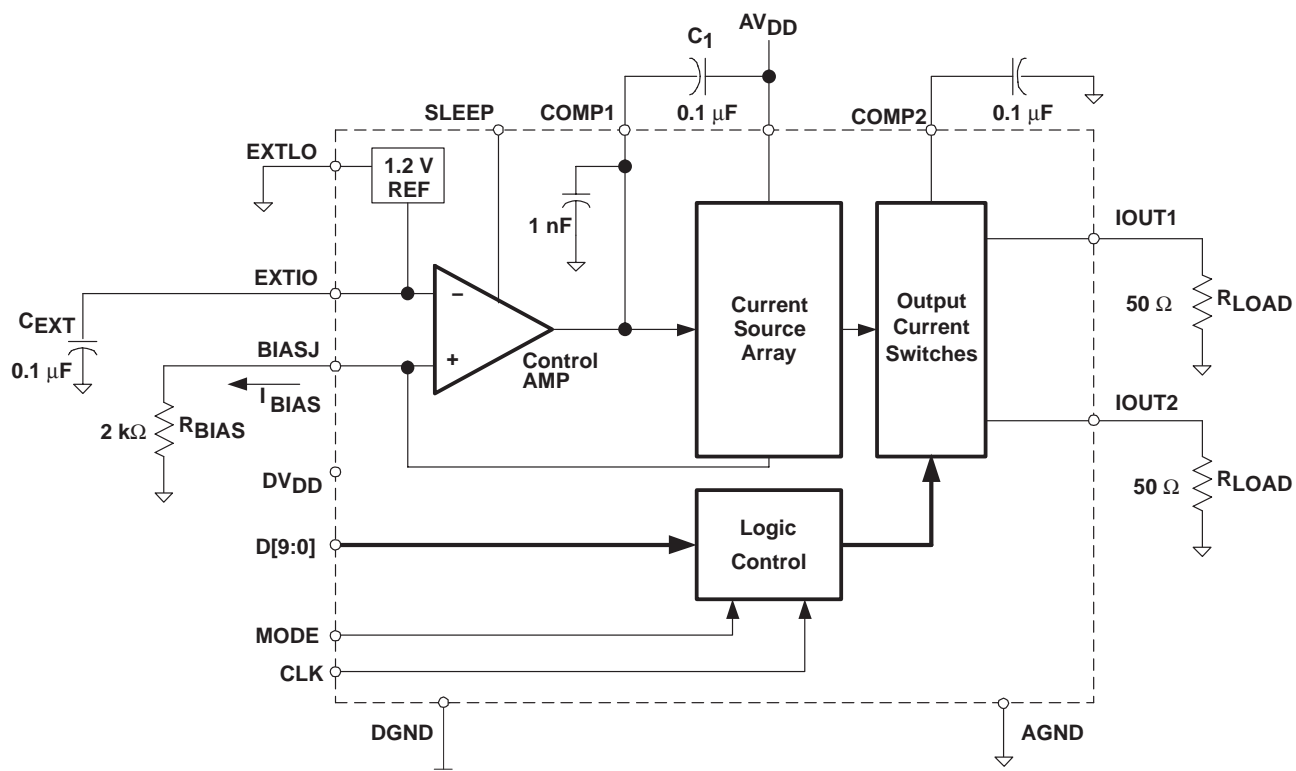 AVDD
C1
0.1 µF
0.1 µF
SLEEP
COMP1
COMP2
EXTLO
1.2 V
REF
1 nF
IOUT1
EXTIO
–
CEXT
0.1 µF
Current
Source
Array
Output
Current
Switches
50 Ω
RLOAD
BIASJ
+
Control
AMP
IBIAS
IOUT2
2 kΩ
RBIAS
DVDD
50 Ω
RLOAD
D[9:0]
Logic
Control
MODE
CLK
DGND
AGND